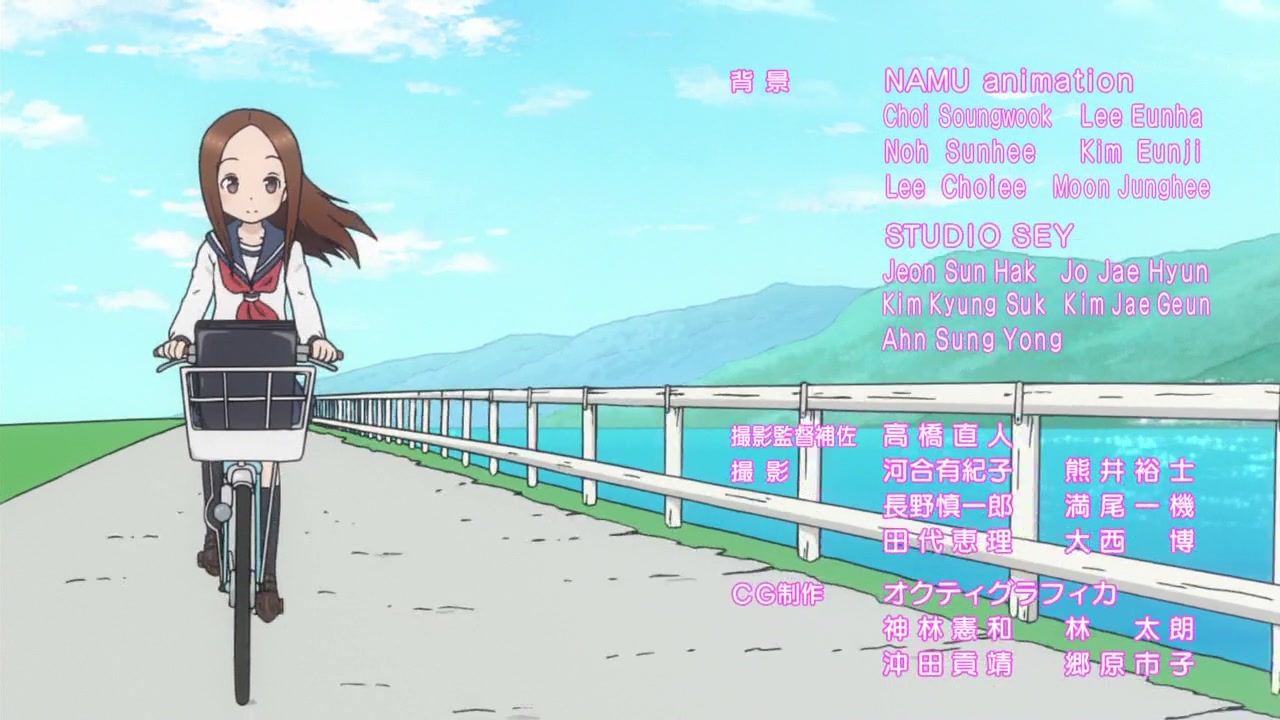 背景 NAMU animation
Choi Soungwook Lee Eunha
Noh Sunhee Kim Eunji
Lee Choiee Moon Junghee
STUDIO SEY
Jeon Sun Hak Jo Jae Hyun
Kim Kyung Suk Kim Jae Geun
Ahn Sung Yong
撮影監督補佐 高橋直人
撮影 河合有紀子 熊井裕士
長野慎一郎 満尾一機
田代恵理 大西 博
CG制作 オクティグラフィカ
神林憲和 林 太朗
沖田貢靖 郷原市子